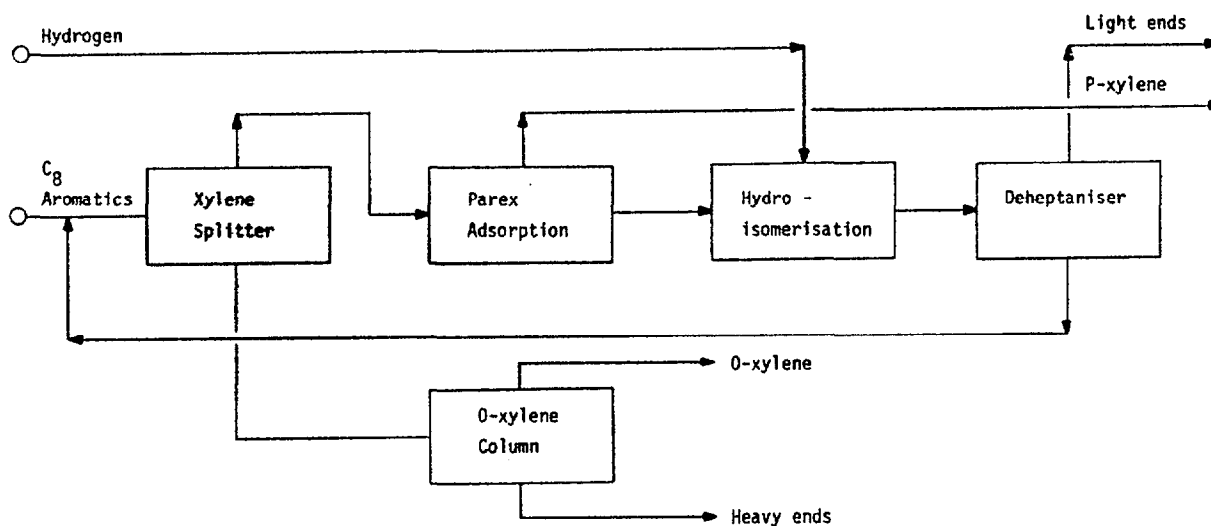 Hydrogen
Light ends
P-xylene
C8
Aromatics
Xylene
Splitter
Parex
Adsorption
Hydro -
isomerisation
Deheptaniser
O-xylene
O-xylene
Column
Heavy ends